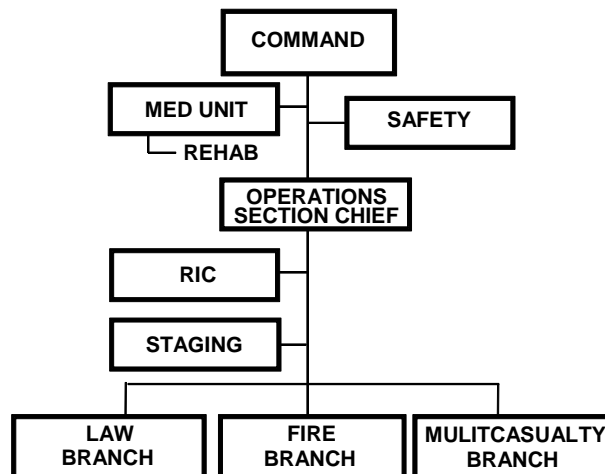 COMMAND
MED UNIT
SAFETY
REHAB
OPERATIONS
SECTION CHIEF
RIC
STAGING
LAW
BRANCH
FIRE
BRANCH
MULITCASUALTY
BRANCH